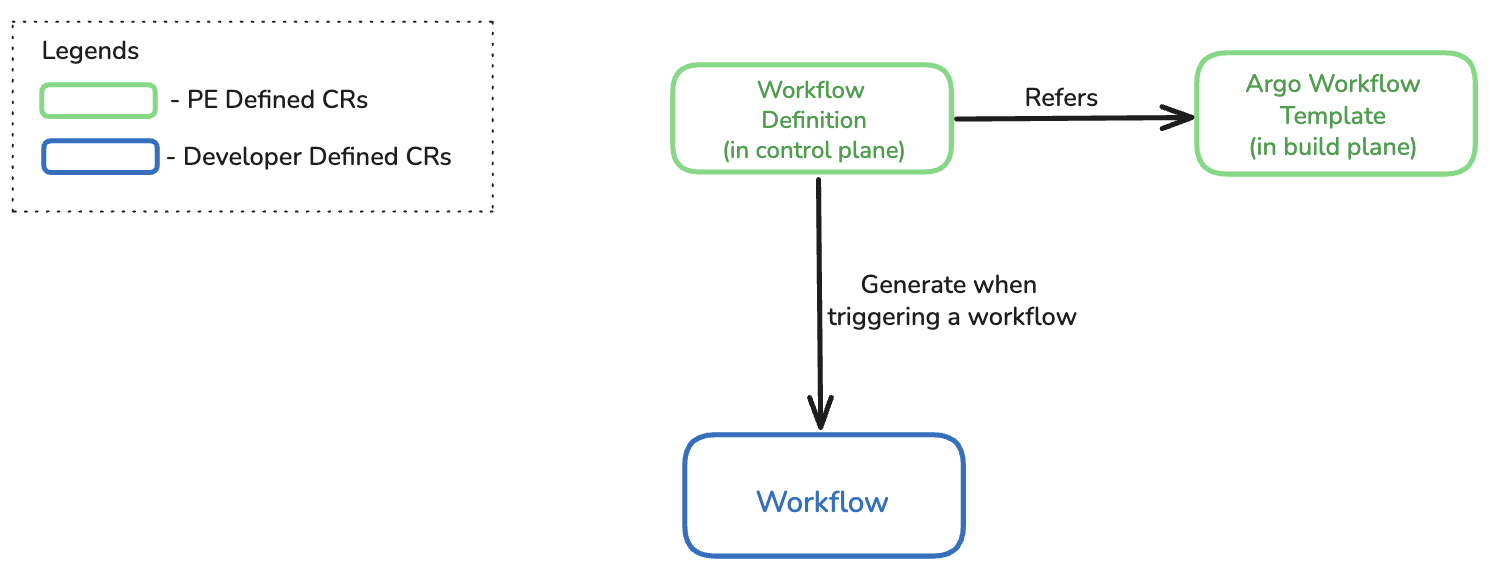 Legends
- PE Defined CRs
- Developer Defined CRs
Workflow
Definition
(in control plane)
Refers
Argo Workflow
Template
(in build plane)
Generate when
triggering a workflow
Workflow